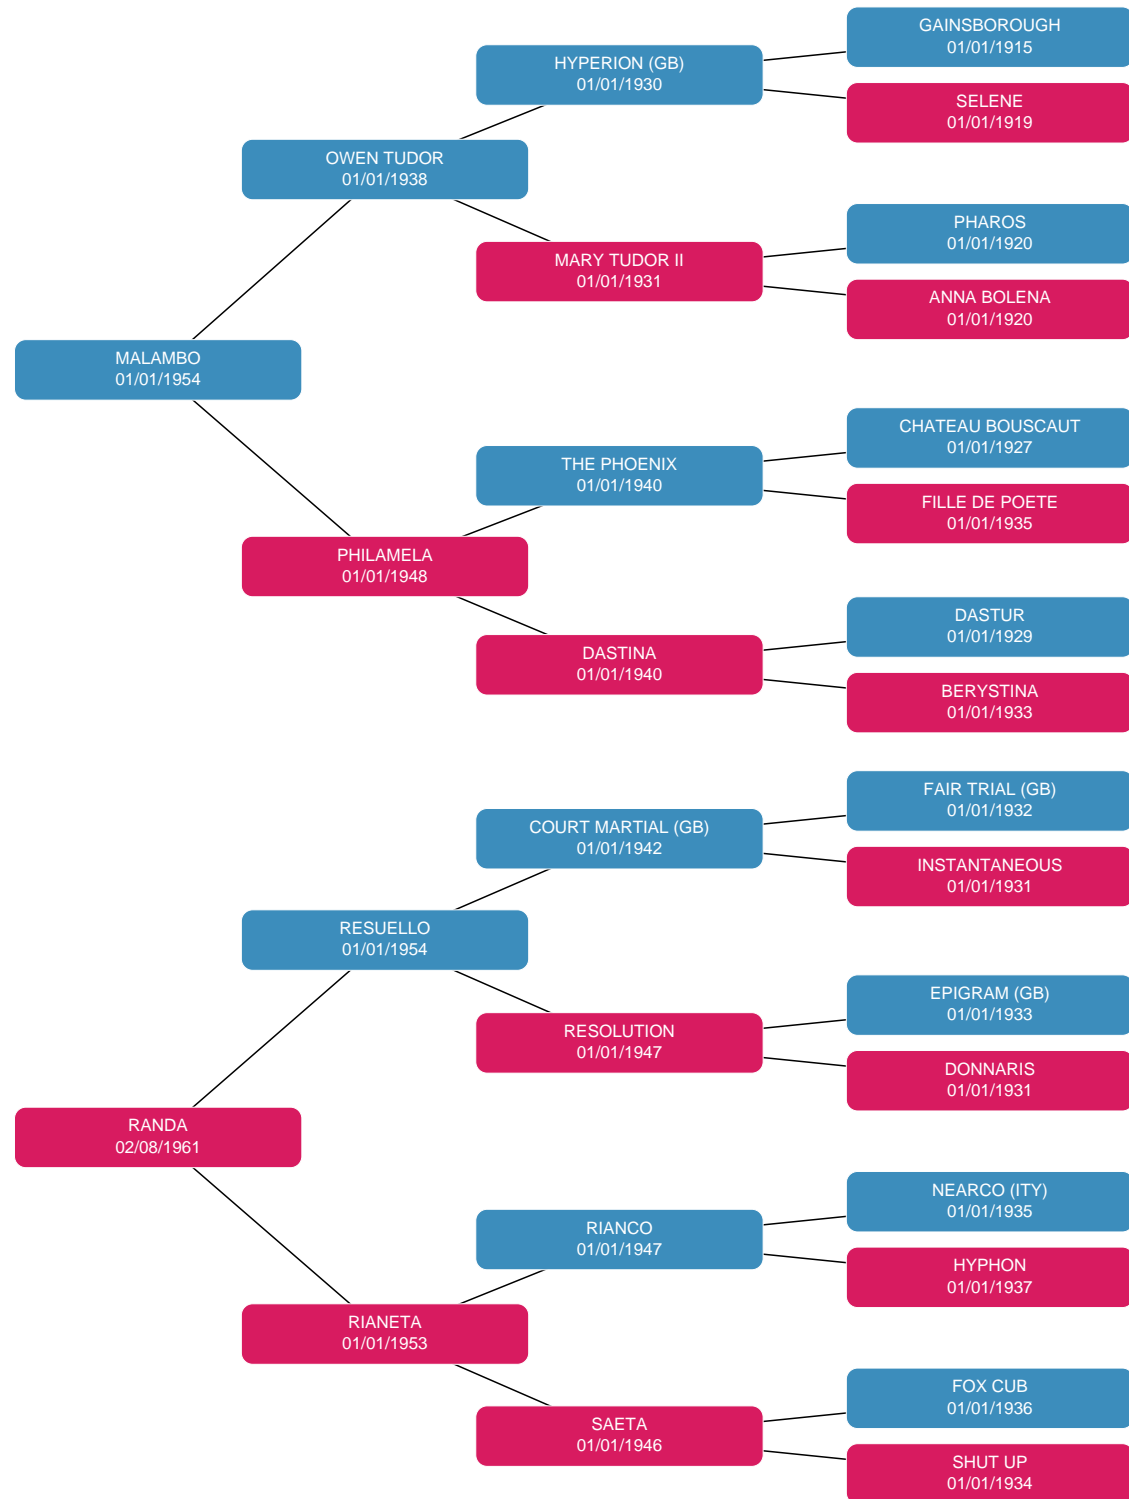 GAINSBOROUGH
01/01/1915
HYPERION (GB)
01/01/1930
SELENE
01/01/1919
OWEN TUDOR
01/01/1938
PHAROS
01/01/1920
MARY TUDOR II
01/01/1931
ANNA BOLENA
01/01/1920
MALAMBO
01/01/1954
CHATEAU BOUSCAUT
01/01/1927
THE PHOENIX
01/01/1940
FILLE DE POETE
01/01/1935
PHILAMELA
01/01/1948
DASTUR
01/01/1929
DASTINA
01/01/1940
BERYSTINA
01/01/1933
FAIR TRIAL (GB)
01/01/1932
COURT MARTIAL (GB)
01/01/1942
INSTANTANEOUS
01/01/1931
RESUELLO
01/01/1954
EPIGRAM (GB)
01/01/1933
RESOLUTION
01/01/1947
DONNARIS
01/01/1931
RANDA
02/08/1961
NEARCO (ITY)
01/01/1935
RIANCO
01/01/1947
HYPHON
01/01/1937
RIANETA
01/01/1953
FOX CUB
01/01/1936
SAETA
01/01/1946
SHUT UP
01/01/1934